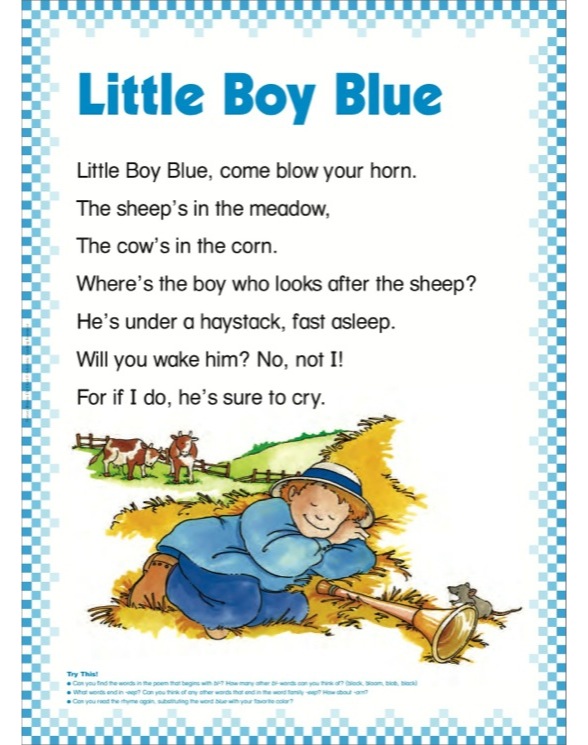 Little Boy Blue
Little Boy Blue, come blow your horn.
The sheep's in the meadow,
The cow's in the corn.
Where's the boy who looks after the sheep?
He's under a haystack, fast asleep.
Will you wake him? No, not I!
For if I do, he's sure to cry.
Try This!
• Can you find the words in the poem that begins with bl-? How many other bl- words can you think of? (black, bloom, blab, block)
• What words end in -eep? Can you think of any other words that end in the word family -eep? How about -orn?
• Can you read the rhyme again, substituting the word blue with your favorite color?